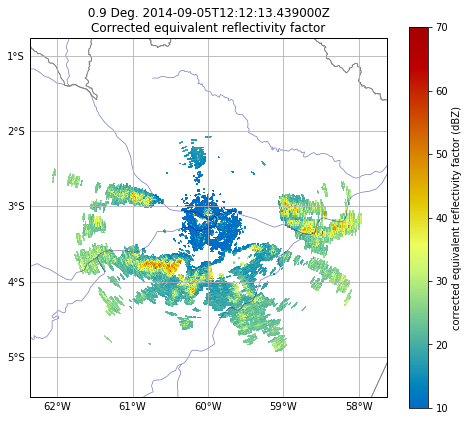 0.9 Deg. 2014-09-05T12:12:13.439000Z
Corrected equivalent reflectivity factor
1°S
2°S
3°S
4°S
5°S
62°W 61°W 60°W 59°W 58°W
70
60
50
40
30
20
10
corrected equivalent reflectivity factor (dBZ)